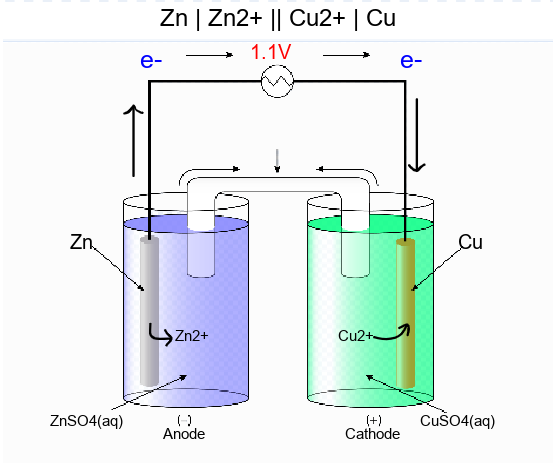 Zn | Zn2+ || Cu2+ | Cu
1.1V
e-
e-
Zn
Cu
Zn2+
Cu2+
ZnSO4(aq)
(-)
Anode
(+)
Cathode
CuSO4(aq)